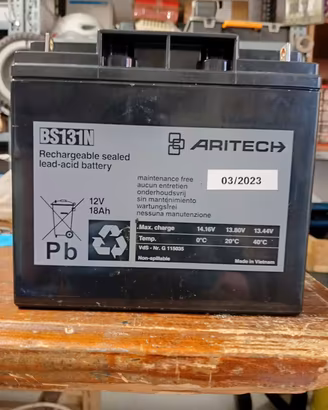 BS131N
Rechargeable sealed
lead-acid battery
ARITECH
12V
18Ah
Pb
maintenance free
aucun entretien
onderhoudsvrij
sin mantenimiento
wartungsfrei
nessuna manutenzione
03/2023
Max. charge 14.16V 13.80V 13.44V
Temp. 0°C 20°C 40°C
VdS - Nr. G 115035
Non-spillable
Made in Vietnam